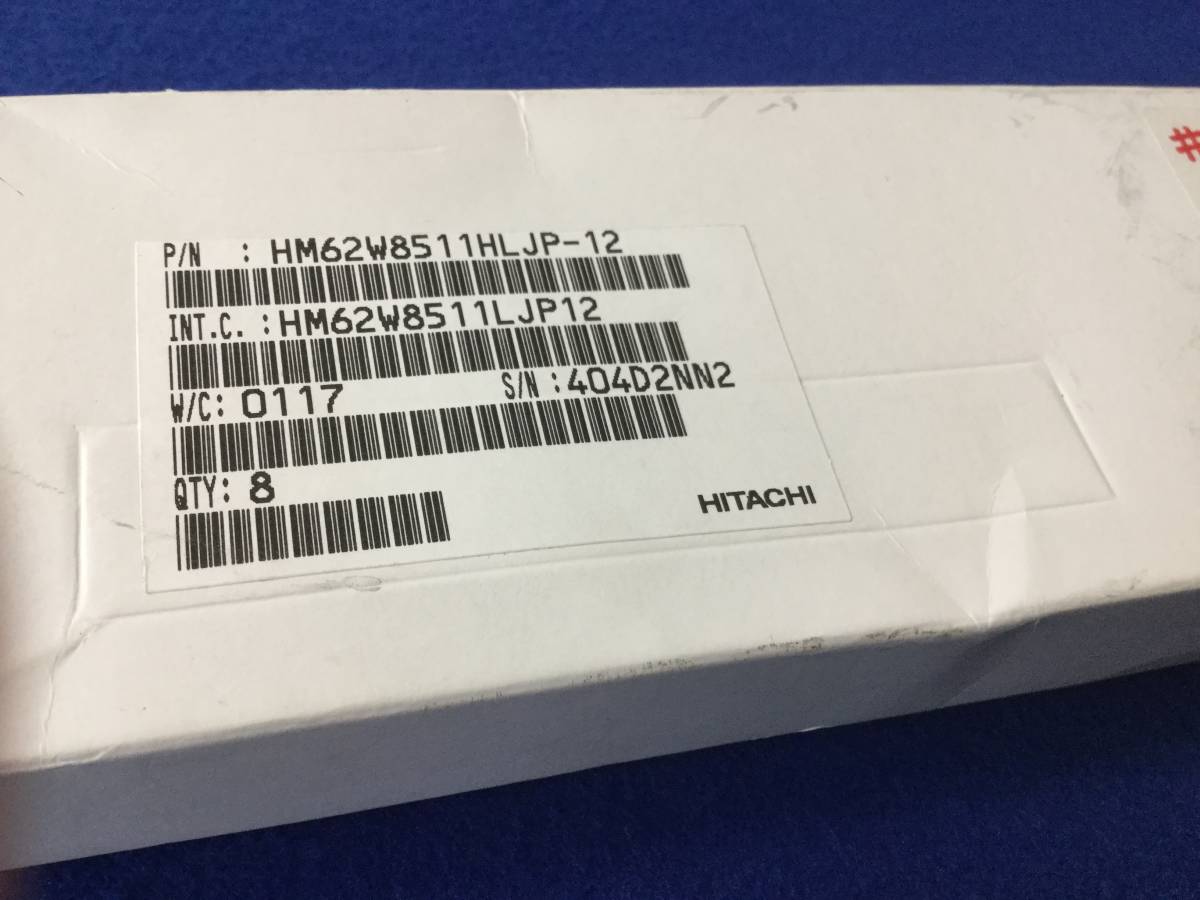 P/N : HM62W8511HLJP-12
INT.C. :HM62W8511LJP12
W/C: 0117 S/N :404D2NN2
QTY: 8
HITACHI
#